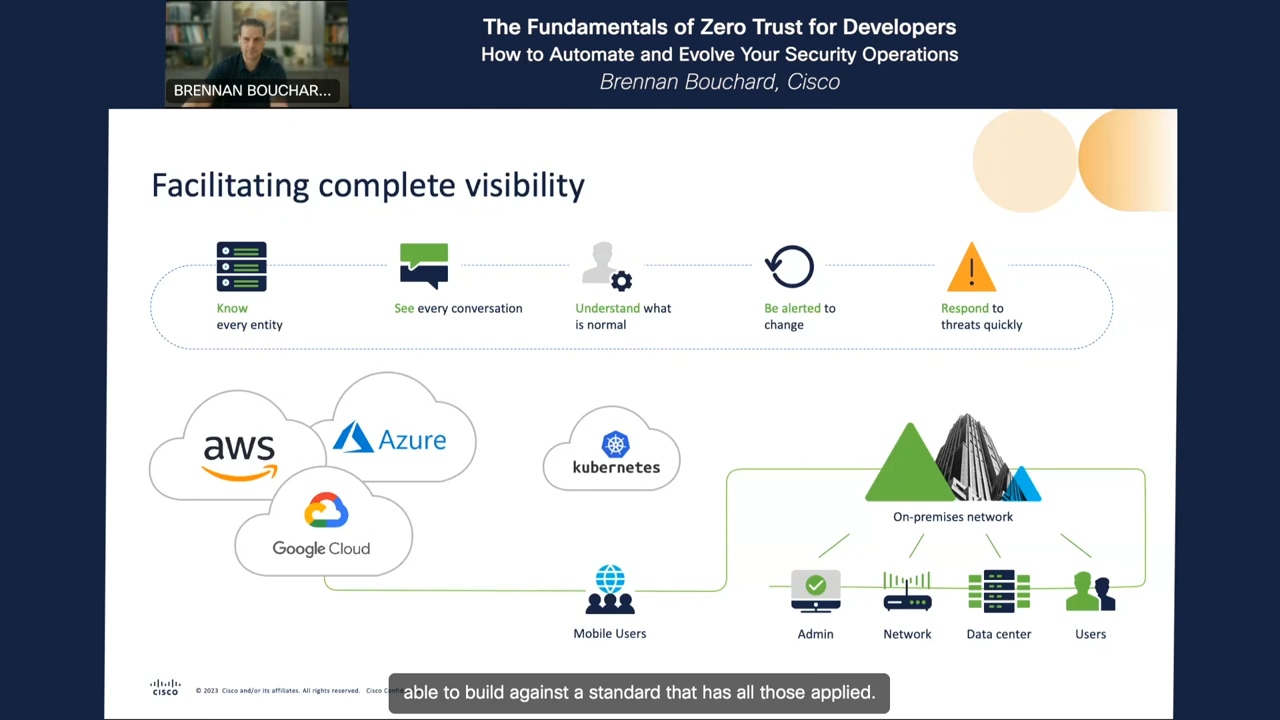 The Fundamentals of Zero Trust for Developers
How to Automate and Evolve Your Security Operations
Brennan Bouchard, Cisco
BRENNAN BOUCHAR...
Facilitating complete visibility
Know
every entity
See every conversation
Understand what
is normal
Be alerted to
change
Respond to
threats quickly
aws
Azure
Google Cloud
kubernetes
On-premises network
Mobile Users
Admin
Network
Data center
Users
CISCO
© 2023 Cisco and/or its affiliates. All rights reserved. Cisco
able to build against a standard that has all those applied.